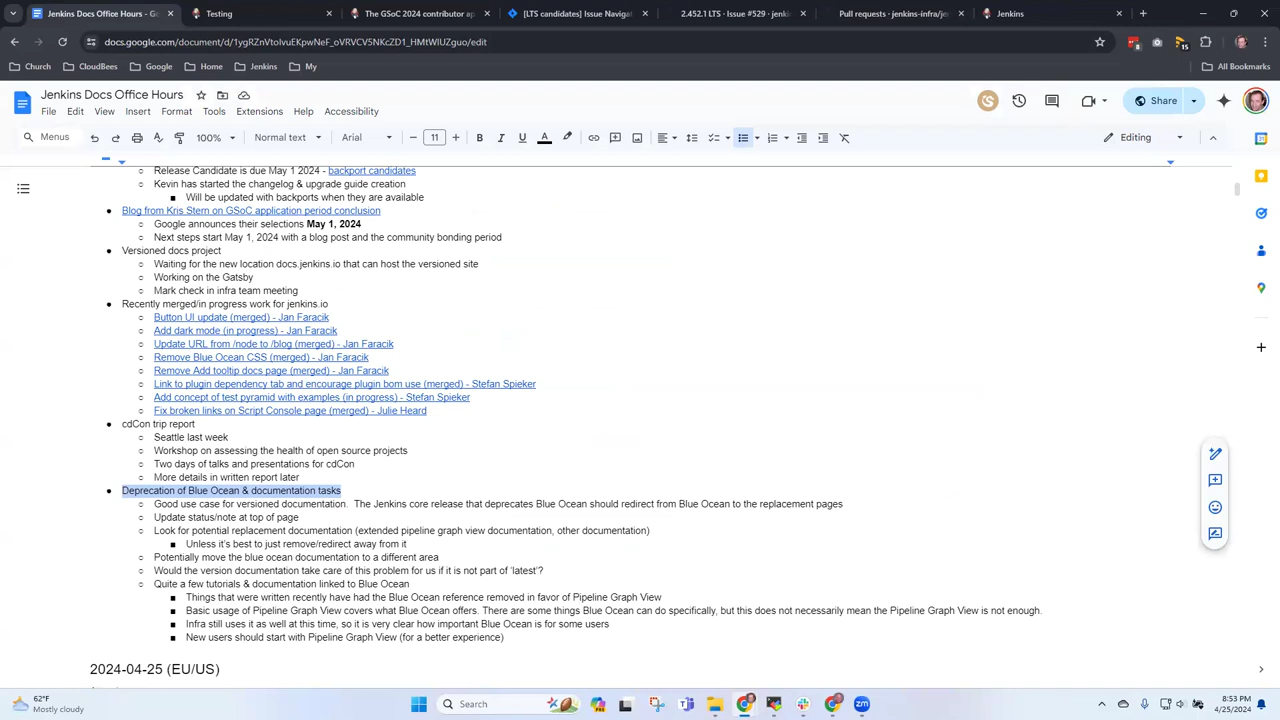 Jenkins Docs Office Hours - G
Testing
The GSoC 2024 contributor ap
[LTS candidates] Issue Navigat
2.452.1 LTS · Issue #529 · jenkin
Pull requests · jenkins-infra/je
Jenkins
docs.google.com/document/d/1ygRZnVtoIvuEKpwNeF_oVRVCV5NKcZD1_HMtWIUZguo/edit
Church
CloudBees
Google
Jenkins
My
All Bookmarks
Jenkins Docs Office Hours
File Edit View Insert Format Tools Extensions Help Accessibility
Share
Menus
100%
Normal text
Arial
11
Editing
Release Candidate is due May 1 2024 - backport candidates
Kevin has started the changelog & upgrade guide creation
Will be updated with backports when they are available
Blog from Kris Stern on GSoC application period conclusion
Google announces their selections May 1, 2024
Next steps start May 1, 2024 with a blog post and the community bonding period
Versioned docs project
Waiting for the new location docs.jenkins.io that can host the versioned site
Working on the Gatsby
Mark check in infra team meeting
Recently merged/in progress work for jenkins.io
Button UI update (merged) - Jan Faracik
Add dark mode (in progress) - Jan Faracik
Update URL from /node to /blog (merged) - Jan Faracik
Remove Blue Ocean CSS (merged) - Jan Faracik
Remove Add tooltip docs page (merged) - Jan Faracik
Link to plugin dependency tab and encourage plugin bom use (merged) - Stefan Spieker
Add concept of test pyramid with examples (in progress) - Stefan Spieker
Fix broken links on Script Console page (merged) - Julie Heard
cdCon trip report
Seattle last week
Workshop on assessing the health of open source projects
Two days of talks and presentations for cdCon
More details in written report later
Deprecation of Blue Ocean & documentation tasks
Good use case for versioned documentation. The Jenkins core release that deprecates Blue Ocean should redirect from Blue Ocean to the replacement pages
Update status/note at top of page
Look for potential replacement documentation (extended pipeline graph view documentation, other documentation)
Unless it's best to just remove/redirect away from it
Potentially move the blue ocean documentation to a different area
Would the version documentation take care of this problem for us if it is not part of 'latest'?
Quite a few tutorials & documentation linked to Blue Ocean
Things that were written recently have had the Blue Ocean reference removed in favor of Pipeline Graph View
Basic usage of Pipeline Graph View covers what Blue Ocean offers. There are some things Blue Ocean can do specifically, but this does not necessarily mean the Pipeline Graph View is not enough.
Infra still uses it as well at this time, so it is very clear how important Blue Ocean is for some users
New users should start with Pipeline Graph View (for a better experience)
2024-04-25 (EU/US)
62°F
Mostly cloudy
Search
8:53 PM
4/25/2024